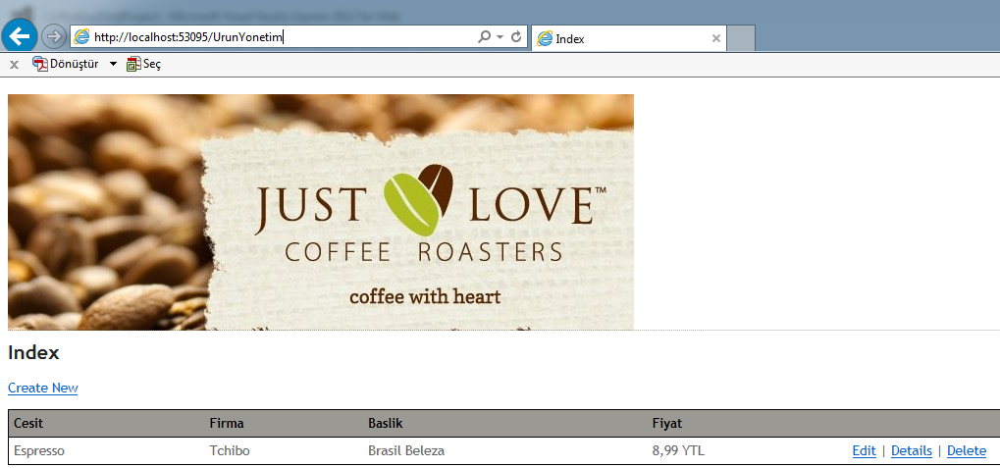 http://localhost:53095/UrunYonetim
Index
x Dönüştür Seç
JUST LOVE™
COFFEE ROASTERS
coffee with heart
Index
Create New
Cesit Firma Baslik Fiyat
Espresso Tchibo Brasil Beleza 8,99 YTL Edit | Details | Delete